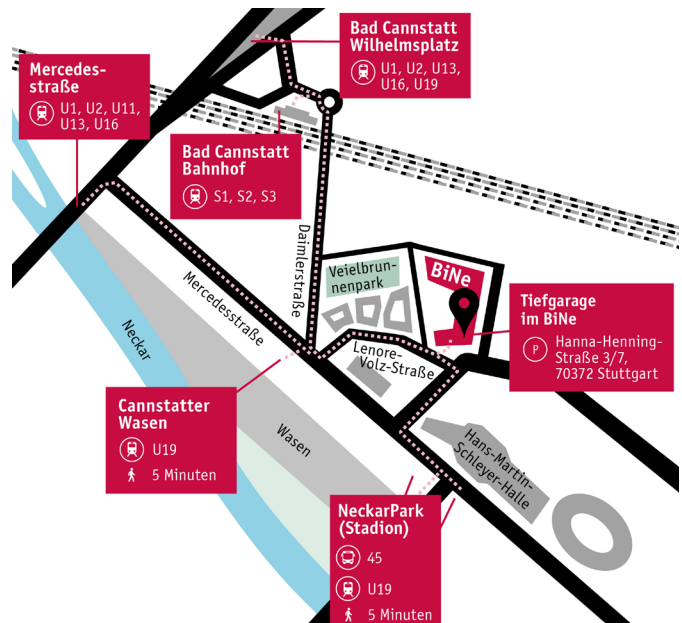 Bad Cannstatt
Wilhelmsplatz
U1, U2, U13,
U16, U19
Mercedes-
straße
U1, U2, U11,
U13, U16
Bad Cannstatt
Bahnhof
S1, S2, S3
Daimlerstraße
Mercedesstraße
Veielbrun-
nenpark
BiNe
Tiefgarage
im BiNe
P
Hanna-Henning-
Straße 3/7,
70372 Stuttgart
Lenore-
Volz-Straße
Neckar
Wasen
Cannstatter
Wasen
U19
5 Minuten
Hans-Martin-
Schleyer-Halle
NeckarPark
(Stadion)
45
U19
5 Minuten